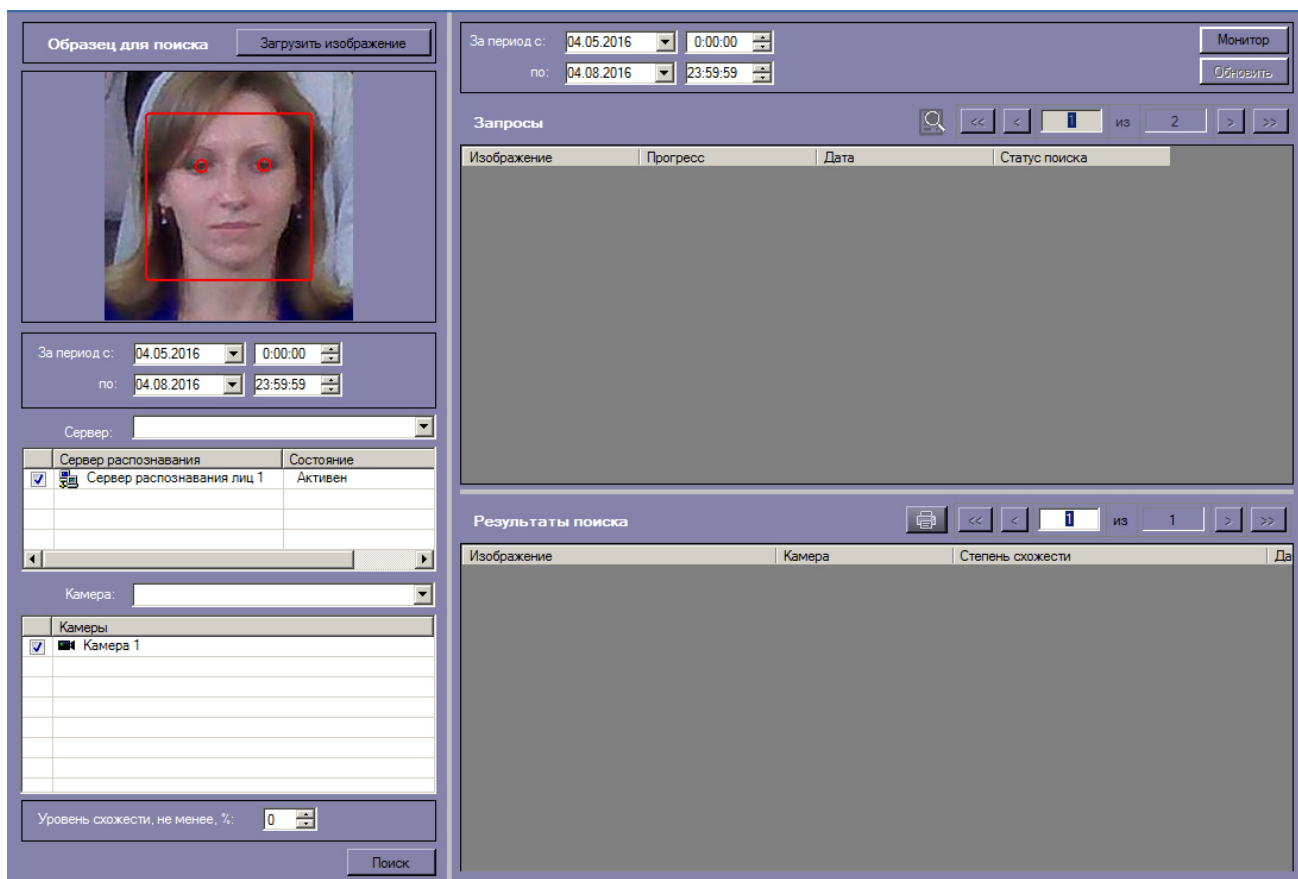 Образец для поиска
Загрузить изображение
За период с: 04.05.2016 0:00:00
по: 04.08.2016 23:59:59
Сервер:
Сервер распознавания Состояние
Сервер распознавания лиц 1 Активен
Камера:
Камеры
Камера 1
Уровень схожести, не менее, %: 0
Поиск
За период с: 04.05.2016 0:00:00
Монитор
по: 04.08.2016 23:59:59
Обновить
Запросы
<< < 1 из 2 > >>
Изображение Прогресс Дата Статус поиска
Результаты поиска
<< < 1 из 1 > >>
Изображение Камера Степень схожести Да